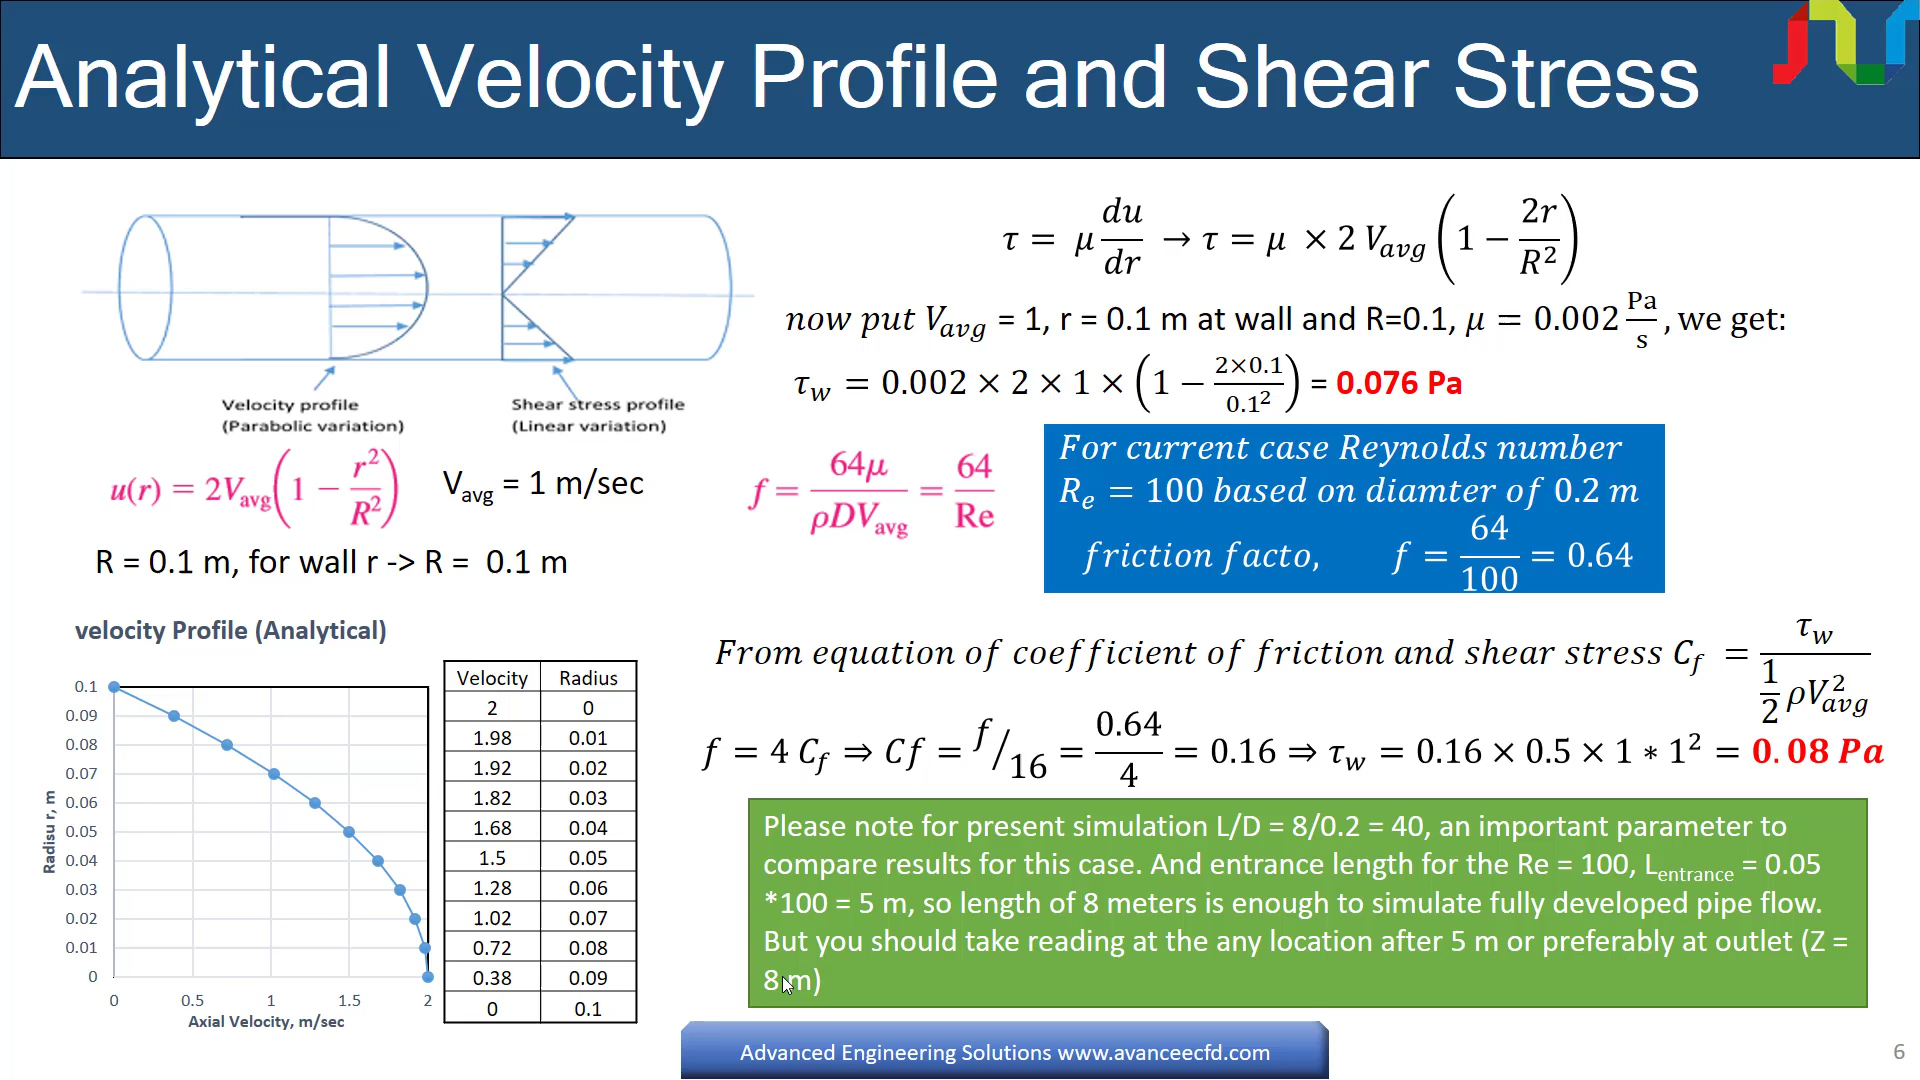 Analytical Velocity Profile and Shear Stress
Velocity profile
(Parabolic variation)
Shear stress profile
(Linear variation)
u(r) = 2V_avg(1 − r²/R²)
V_avg = 1 m/sec
R = 0.1 m, for wall r -> R = 0.1 m
τ = μ du/dr → τ = μ × 2 V_avg (1 − 2r/R²)
now put V_avg = 1, r = 0.1 m at wall and R=0.1, μ = 0.002 Pa/s, we get:
τ_w = 0.002 × 2 × 1 × (1 − 2×0.1/0.1²) = 0.076 Pa
f = 64μ/ρDV_avg = 64/Re
For current case Reynolds number
R_e = 100 based on diamter of 0.2 m
friction facto, f = 64/100 = 0.64
From equation of coefficient of friction and shear stress C_f = τ_w / ½ ρV²_avg
f = 4 C_f ⇒ Cf = f/16 = 0.64/4 = 0.16 ⇒ τ_w = 0.16 × 0.5 × 1 ∗ 1² = 0.08 Pa
velocity Profile (Analytical)
Radisu r, m
0.1
0.09
0.08
0.07
0.06
0.05
0.04
0.03
0.02
0.01
0
0 0.5 1 1.5 2
Axial Velocity, m/sec
Velocity Radius
2 0
1.98 0.01
1.92 0.02
1.82 0.03
1.68 0.04
1.5 0.05
1.28 0.06
1.02 0.07
0.72 0.08
0.38 0.09
0 0.1
Please note for present simulation L/D = 8/0.2 = 40, an important parameter to
compare results for this case. And entrance length for the Re = 100, L_entrance = 0.05
*100 = 5 m, so length of 8 meters is enough to simulate fully developed pipe flow.
But you should take reading at the any location after 5 m or preferably at outlet (Z =
8 m)
Advanced Engineering Solutions www.avanceecfd.com
6